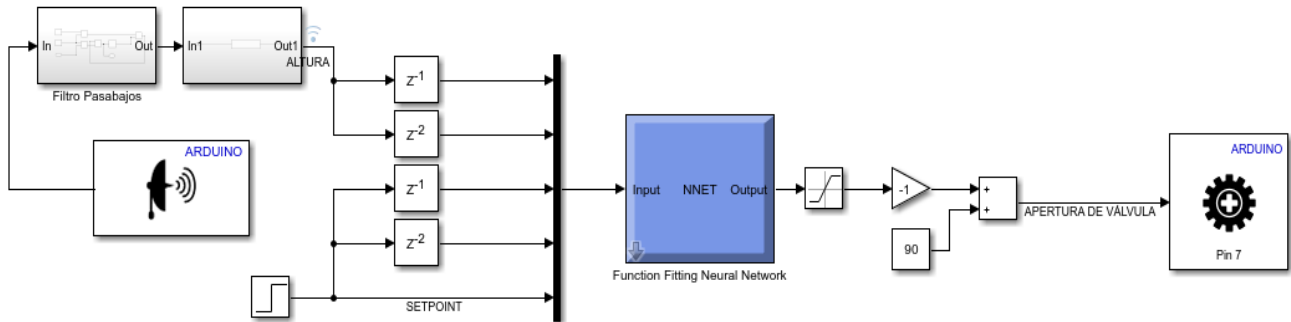 In
Out
In1
Out1
ALTURA
Filtro Pasabajos
ARDUINO
z-1
z-2
z-1
z-2
SETPOINT
Input
NNET
Output
Function Fitting Neural Network
-1
90
+
+
APERTURA DE VÁLVULA
ARDUINO
Pin 7